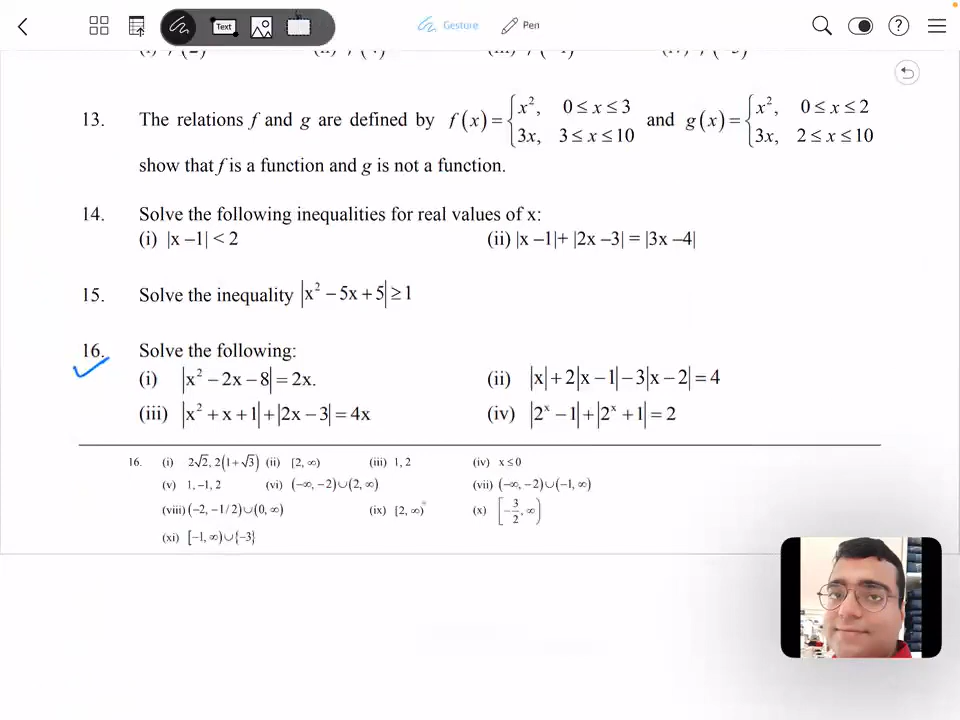 Text
Gesture
Pen
13. The relations f and g are defined by f(x) = { x², 0 ≤ x ≤ 3 and g(x) = { x², 0 ≤ x ≤ 2
3x, 3 ≤ x ≤ 10 3x, 2 ≤ x ≤ 10
show that f is a function and g is not a function.
14. Solve the following inequalities for real values of x:
(i) |x –1| < 2 (ii) |x –1|+ |2x –3| = |3x –4|
15. Solve the inequality |x² − 5x + 5| ≥ 1
16. Solve the following:
(i) |x² − 2x − 8| = 2x. (ii) |x| + 2|x − 1| − 3|x − 2| = 4
(iii) |x² + x + 1| + |2x − 3| = 4x (iv) |2ˣ − 1| + |2ˣ + 1| = 2
16. (i) 2√2, 2(1+√3) (ii) [2, ∞) (iii) 1, 2 (iv) x ≤ 0
(v) 1, −1, 2 (vi) (−∞, −2)∪(2, ∞) (vii) (−∞, −2)∪(−1, ∞)
(viii) (−2, −1/2)∪(0, ∞) (ix) [2, ∞) (x) [−3/2, ∞)
(xi) [−1, ∞)∪{−3}